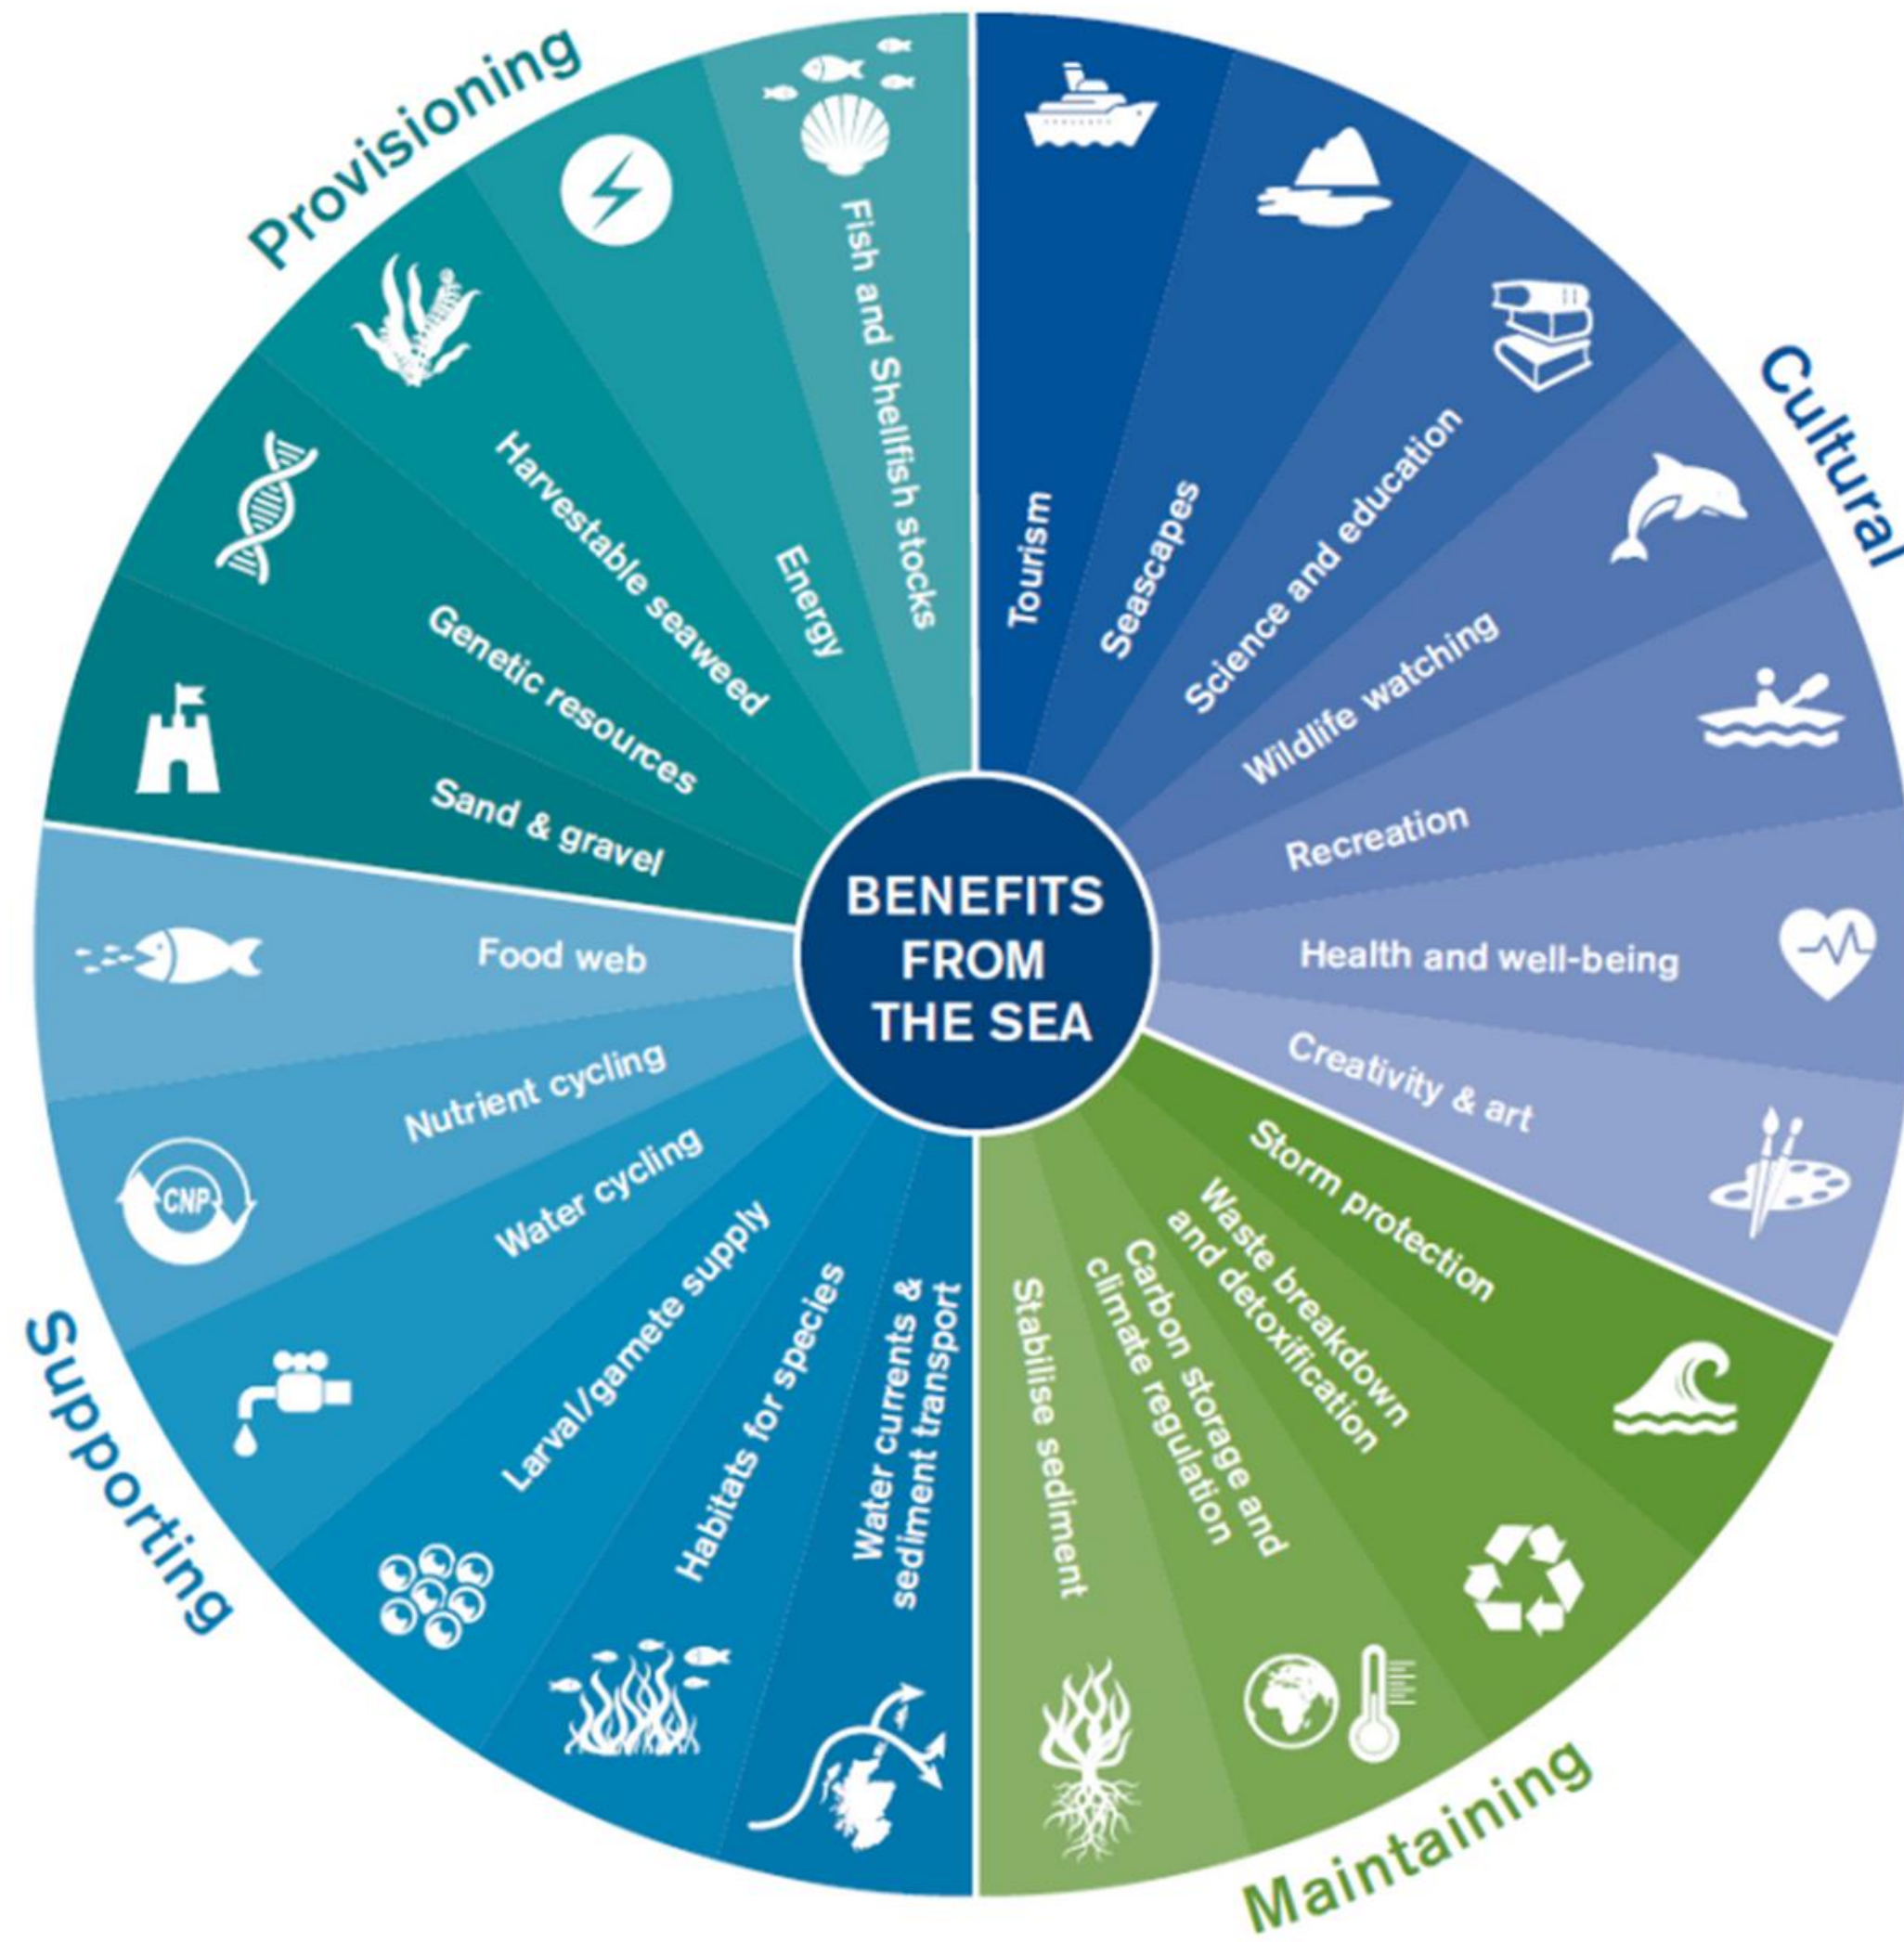 BENEFITS
FROM
THE SEA
Provisioning
Fish and Shellfish stocks
Energy
Harvestable seaweed
Genetic resources
Sand & gravel
Cultural
Tourism
Seascapes
Science and education
Wildlife watching
Recreation
Health and well-being
Creativity & art
Maintaining
Storm protection
Waste breakdown
and detoxification
Carbon storage and
climate regulation
Stabilise sediment
Supporting
Water currents &
sediment transport
Habitats for species
Larval/gamete supply
Water cycling
Nutrient cycling
CNP
Food web